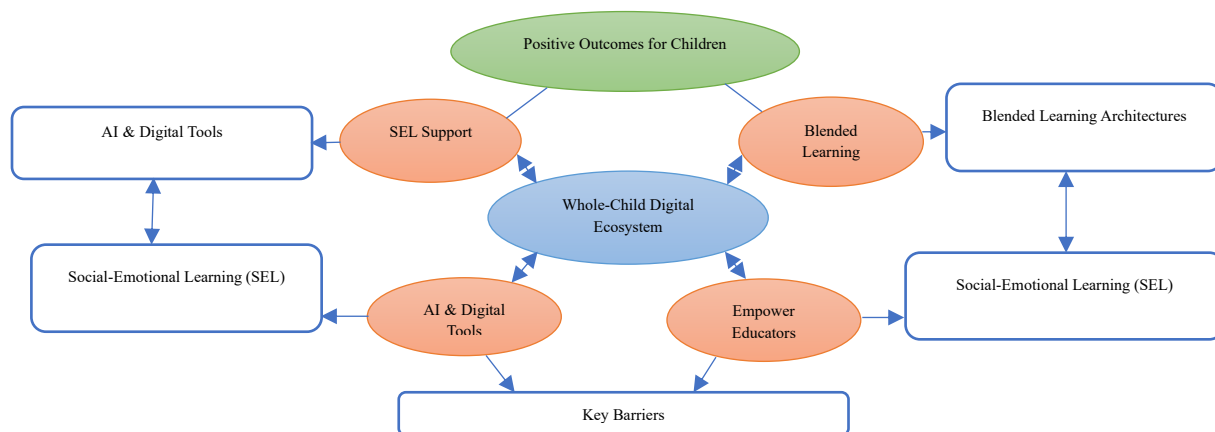 Positive Outcomes for Children
AI & Digital Tools
SEL Support
Blended
Learning
Blended Learning Architectures
Whole-Child Digital
Ecosystem
Social-Emotional Learning (SEL)
AI & Digital
Tools
Empower
Educators
Social-Emotional Learning (SEL)
Key Barriers